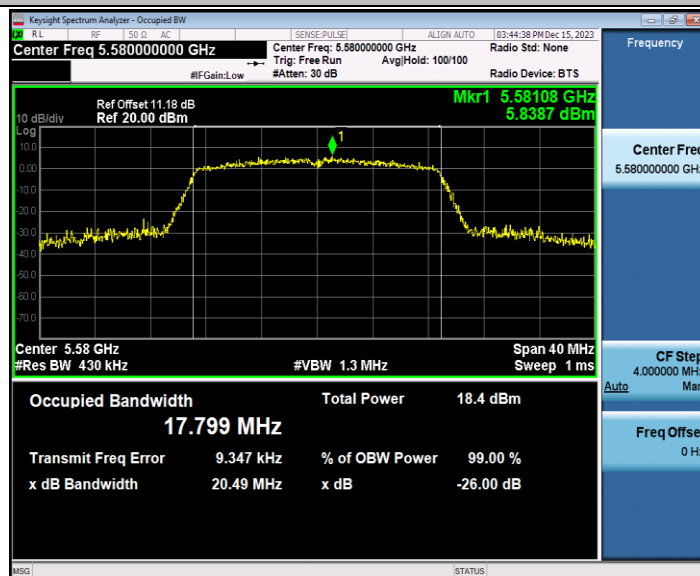 Keysight Spectrum Analyzer - Occupied BW
RL RF 50 Ω AC SENSE:PULSE ALIGN AUTO 03:44:38 PM Dec 15, 2023
Center Freq 5.580000000 GHz
Center Freq: 5.580000000 GHz
Radio Std: None
Trig: Free Run Avg|Hold: 100/100
#IFGain:Low
#Atten: 30 dB
Radio Device: BTS
Frequency
Mkr1 5.58108 GHz
5.8387 dBm
Ref Offset 11.18 dB
10 dB/div Ref 20.00 dBm
Log
1
10.0
0.00
-10.0
-20.0
-30.0
-40.0
-50.0
-60.0
-70.0
Center 5.58 GHz
Span 40 MHz
#Res BW 430 kHz
#VBW 1.3 MHz
Sweep 1 ms
Occupied Bandwidth
Total Power 18.4 dBm
17.799 MHz
Transmit Freq Error 9.347 kHz
% of OBW Power 99.00 %
x dB Bandwidth 20.49 MHz
x dB -26.00 dB
Center Freq
5.580000000 GHz
CF Step
4.000000 MHz
Auto Man
Freq Offse
0 Hz
MSG
STATUS